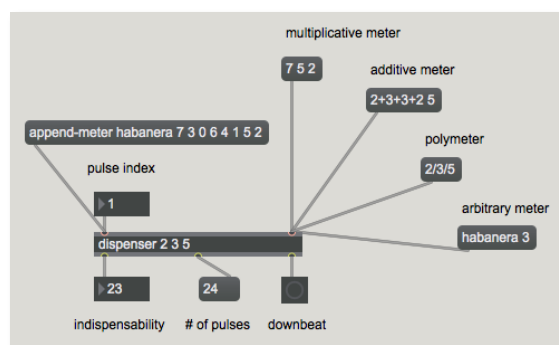 multiplicative meter
7 5 2
additive meter
2+3+3+2 5
append-meter habanera 7 3 0 6 4 1 5 2
polymeter
2/3/5
pulse index
1
arbitrary meter
habanera 3
dispenser 2 3 5
23
24
indispensability
# of pulses
downbeat